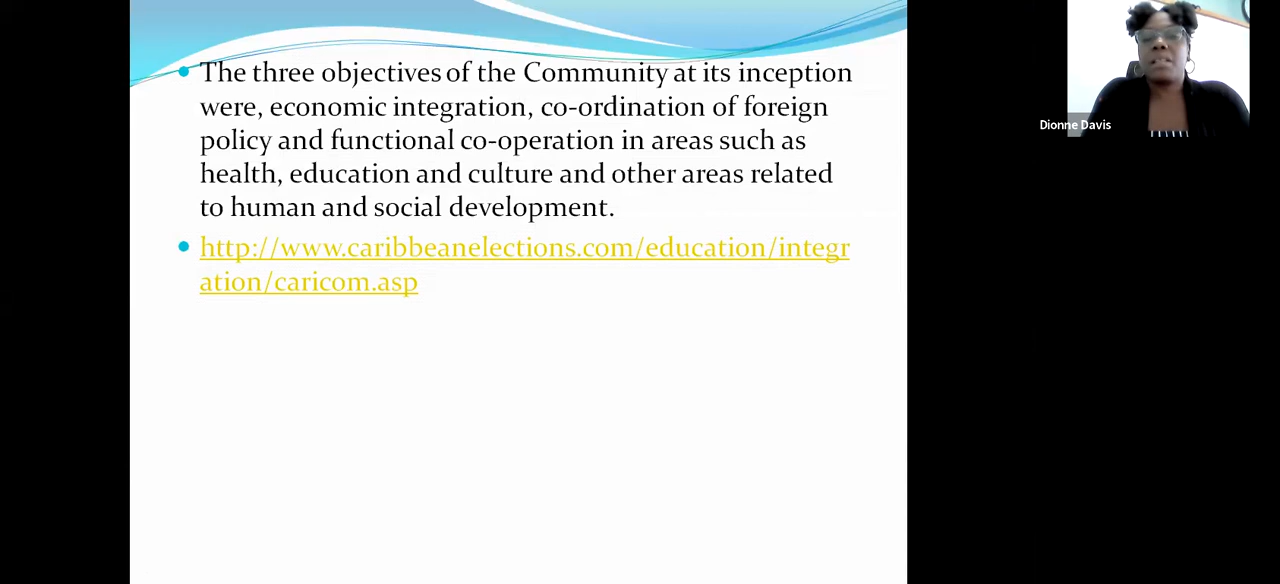 The three objectives of the Community at its inception
were, economic integration, co-ordination of foreign
policy and functional co-operation in areas such as
health, education and culture and other areas related
to human and social development.
http://www.caribbeanelections.com/education/integr
ation/caricom.asp
Dionne Davis